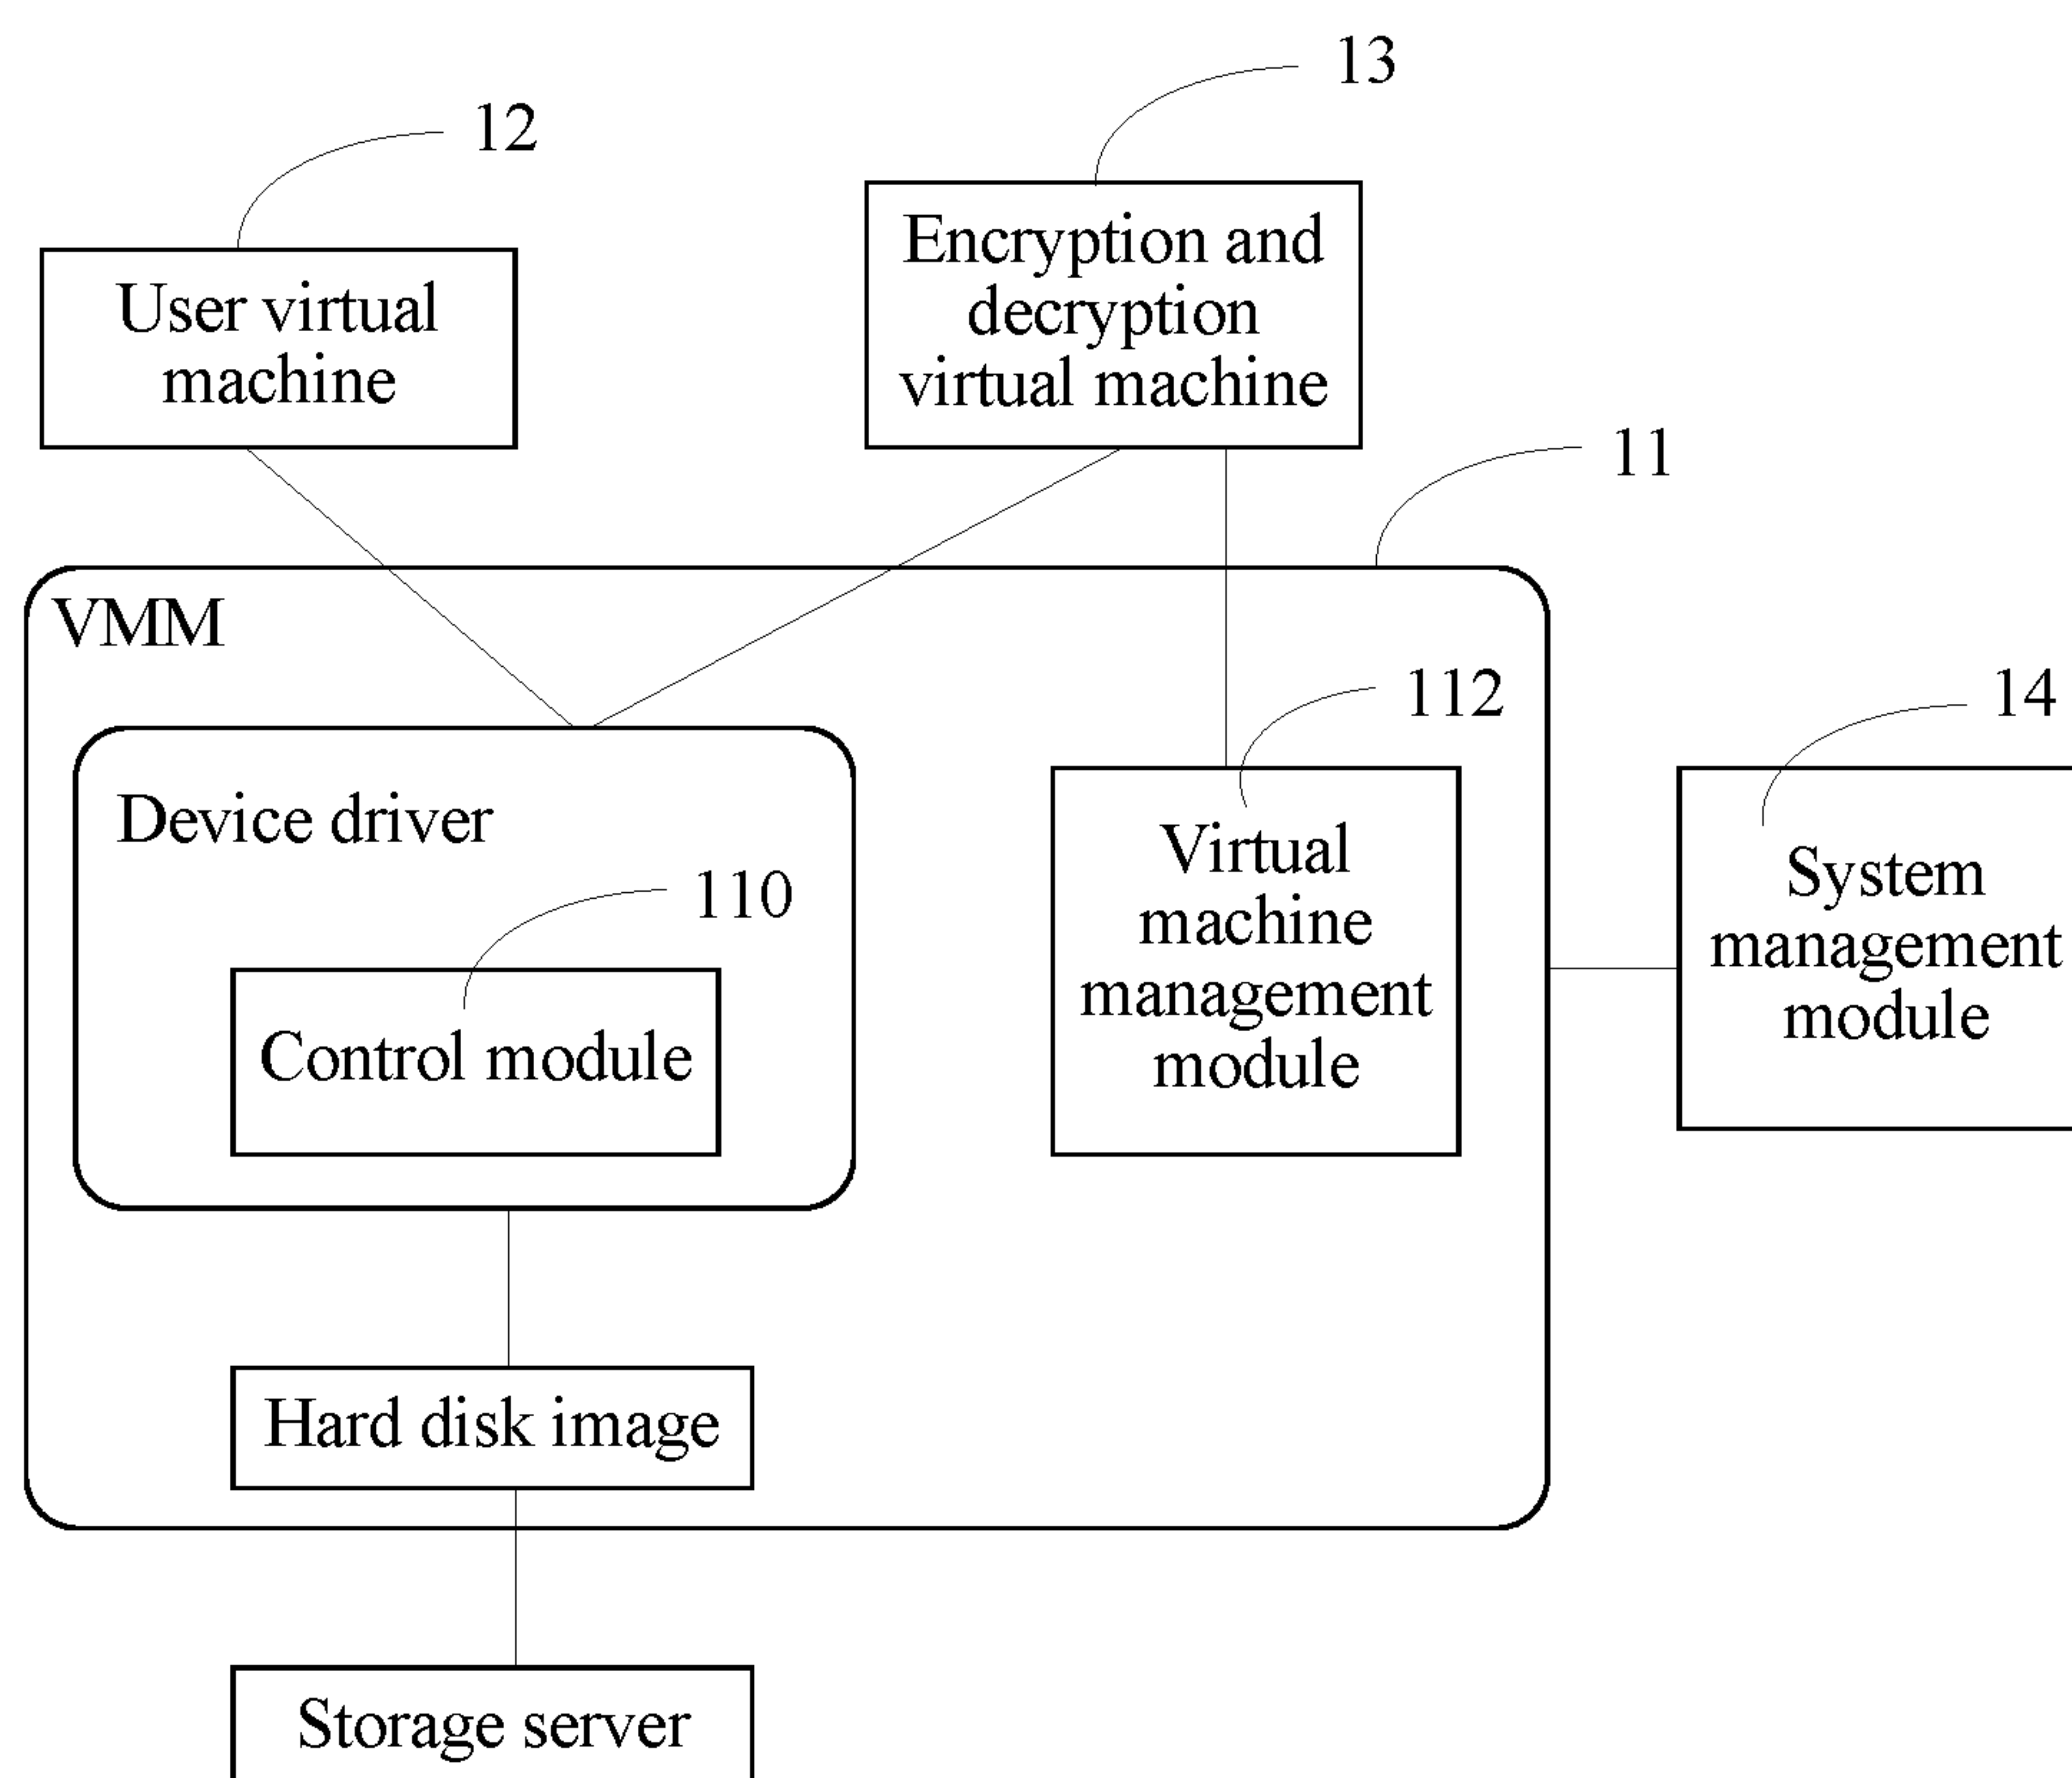 13
12
Encryption and
decryption
virtual machine
User virtual
machine
11
VMM
112
14
Device driver
110
Virtual
machine
management
module
System
management
module
Control module
Hard disk image
Storage server